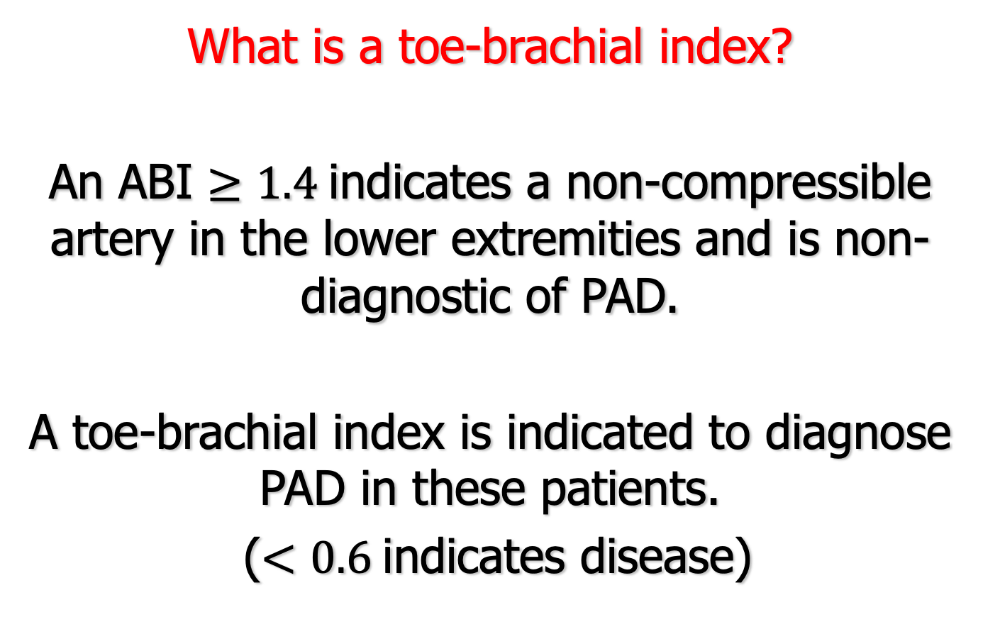 What is a toe-brachial index?
An ABI ≥ 1.4 indicates a non-compressible
artery in the lower extremities and is non-
diagnostic of PAD.
A toe-brachial index is indicated to diagnose
PAD in these patients.
(< 0.6 indicates disease)